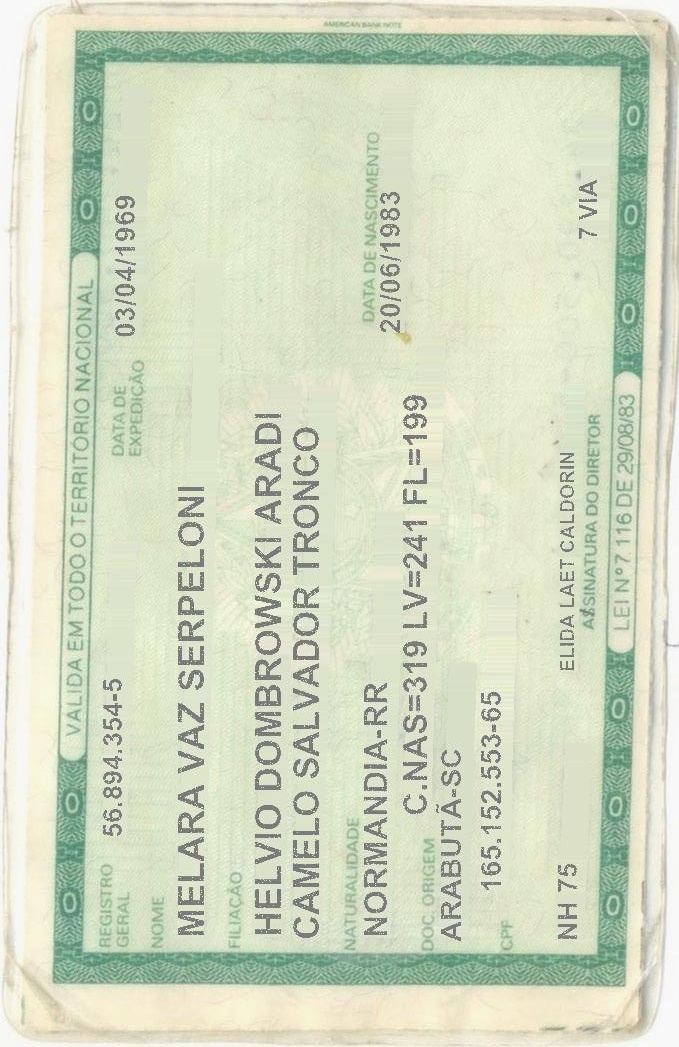 AMERICAN BANK NOTE
VALIDA EM TODO O TERRITÓRIO NACIONAL
REGISTRO GERAL 56.894.354-5 DATA DE EXPEDIÇÃO 03/04/1969
NOME
MELARA VAZ SERPELONI
FILIAÇÃO
HELVIO DOMBROWSKI ARADI
CAMELO SALVADOR TRONCO
NATURALIDADE DATA DE NASCIMENTO
NORMANDIA-RR 20/06/1983
DOC. ORIGEM C.NAS=319 LV=241 FL=199
ARABUTÃ-SC
CPF 165.152.553-65
NH 75 ELIDA LAET CALDORIN 7 VIA
ASSINATURA DO DIRETOR
LEI Nº 7 116 DE 29/08/83